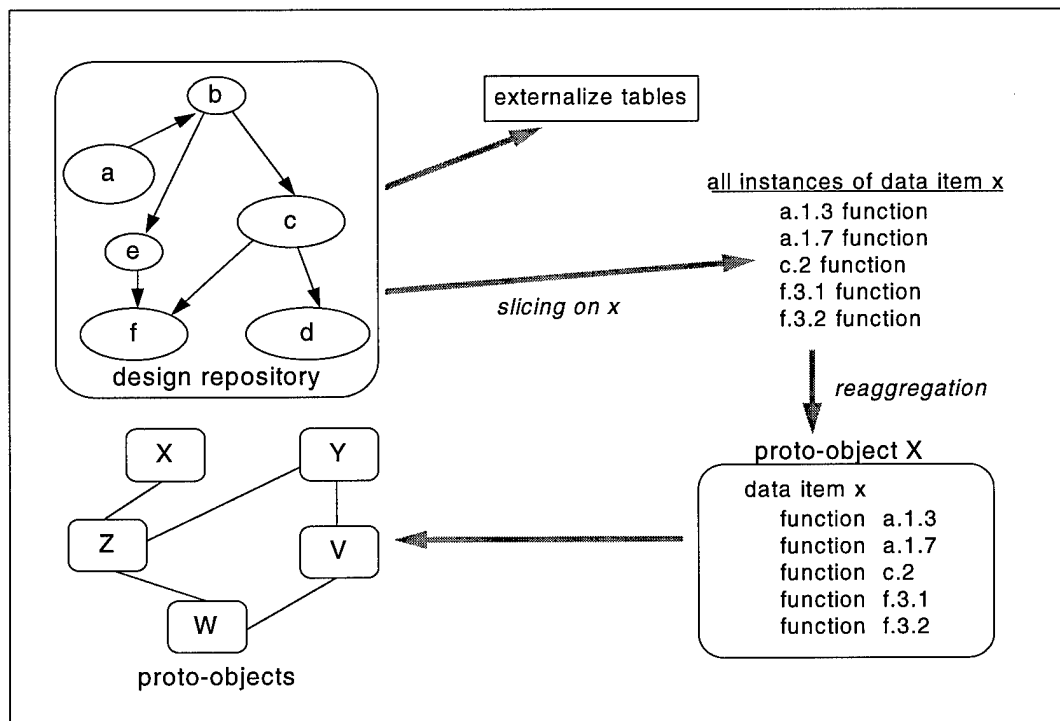 b
a
e
c
f
d
design repository
externalize tables
slicing on x
all instances of data item x
a.1.3 function
a.1.7 function
c.2 function
f.3.1 function
f.3.2 function
reaggregation
proto-object X
data item x
function a.1.3
function a.1.7
function c.2
function f.3.1
function f.3.2
X
Y
Z
V
W
proto-objects